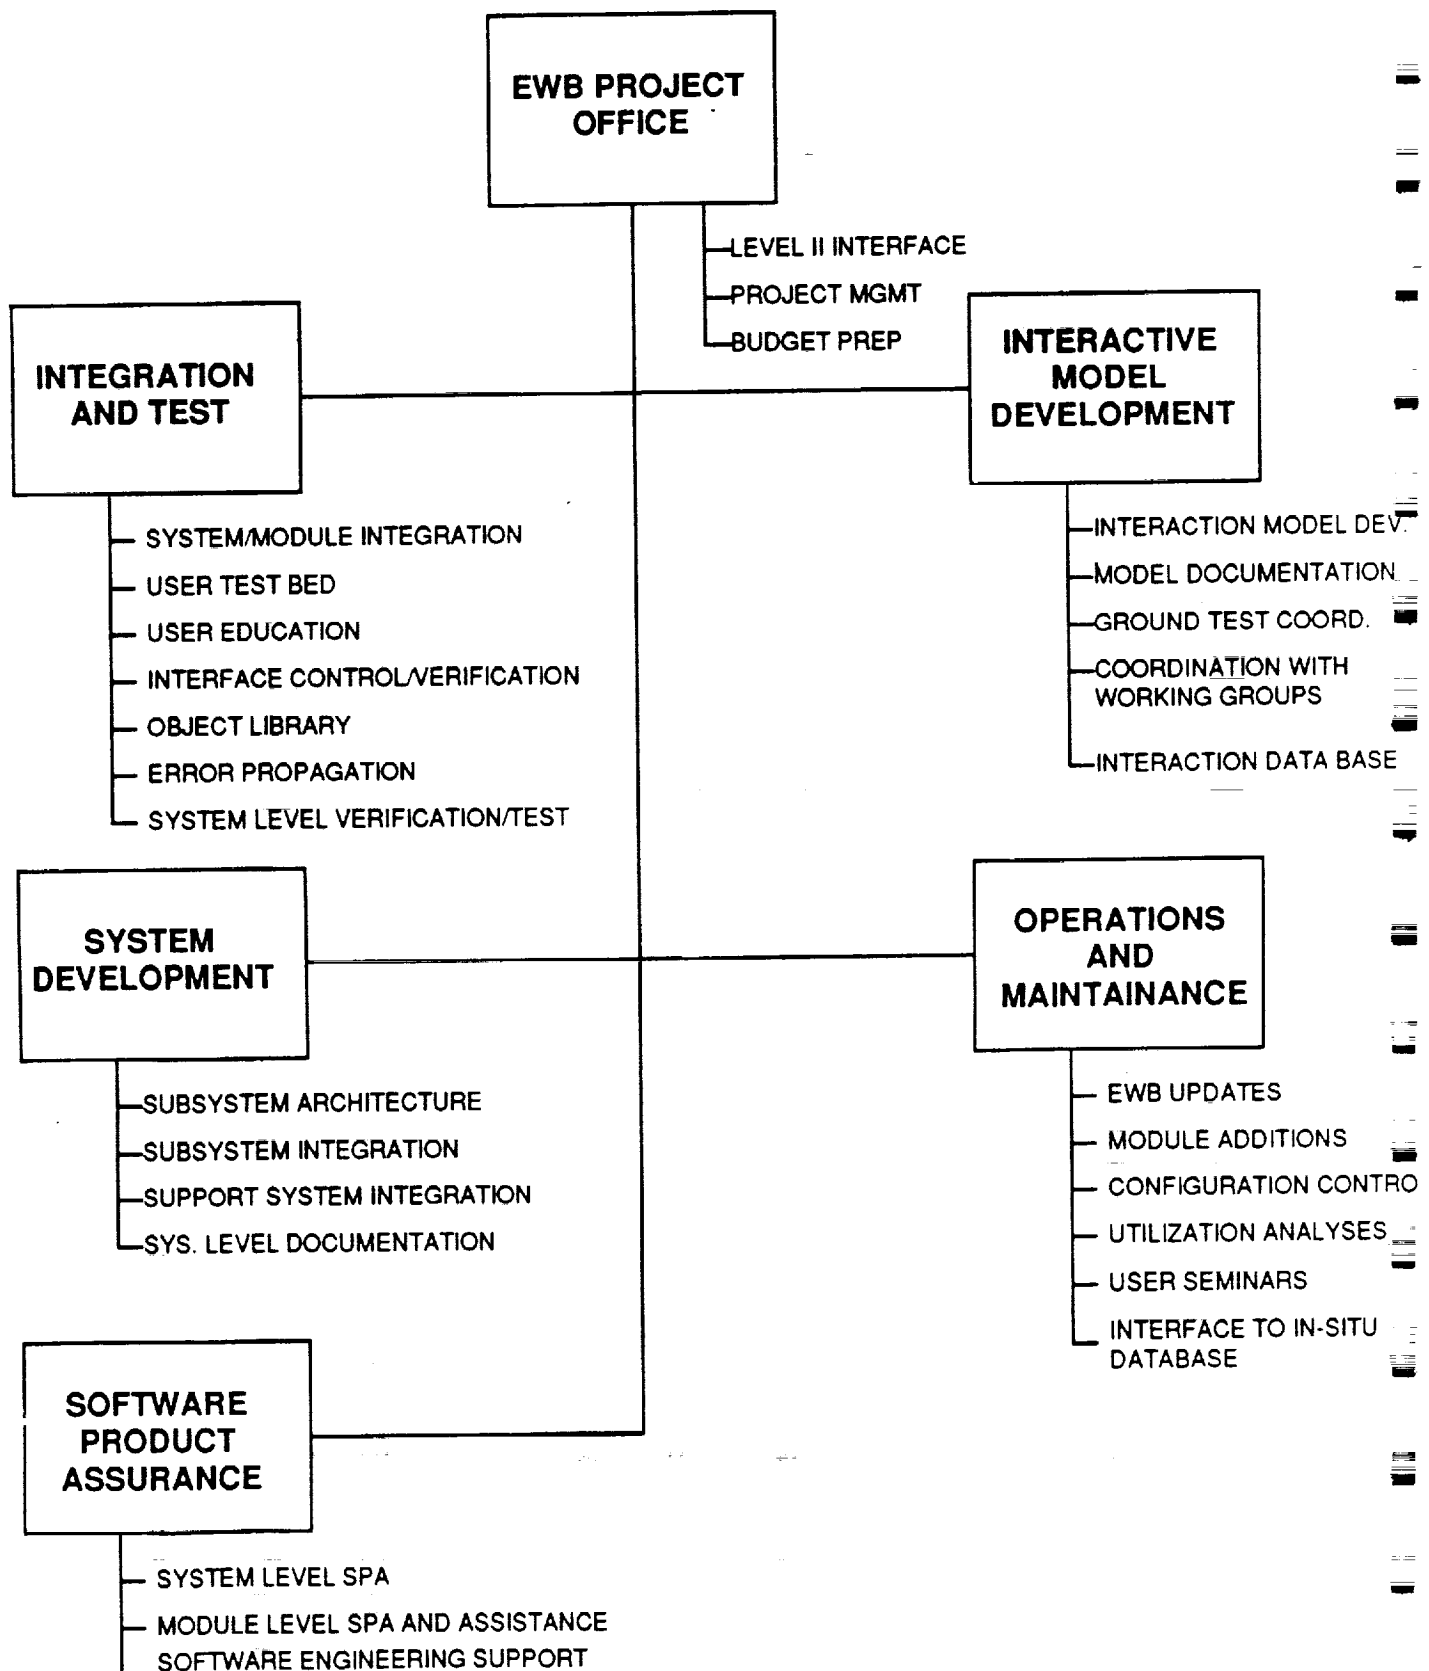 EWB PROJECT
OFFICE
LEVEL II INTERFACE
PROJECT MGMT
BUDGET PREP
INTEGRATION
AND TEST
SYSTEM/MODULE INTEGRATION
USER TEST BED
USER EDUCATION
INTERFACE CONTROL/VERIFICATION
OBJECT LIBRARY
ERROR PROPAGATION
SYSTEM LEVEL VERIFICATION/TEST
INTERACTIVE
MODEL
DEVELOPMENT
INTERACTION MODEL DEV.
MODEL DOCUMENTATION
GROUND TEST COORD.
COORDINATION WITH
WORKING GROUPS
INTERACTION DATA BASE
SYSTEM
DEVELOPMENT
SUBSYSTEM ARCHITECTURE
SUBSYSTEM INTEGRATION
SUPPORT SYSTEM INTEGRATION
SYS. LEVEL DOCUMENTATION
OPERATIONS
AND
MAINTAINANCE
EWB UPDATES
MODULE ADDITIONS
CONFIGURATION CONTRO
UTILIZATION ANALYSES
USER SEMINARS
INTERFACE TO IN-SITU
DATABASE
SOFTWARE
PRODUCT
ASSURANCE
SYSTEM LEVEL SPA
MODULE LEVEL SPA AND ASSISTANCE
SOFTWARE ENGINEERING SUPPORT